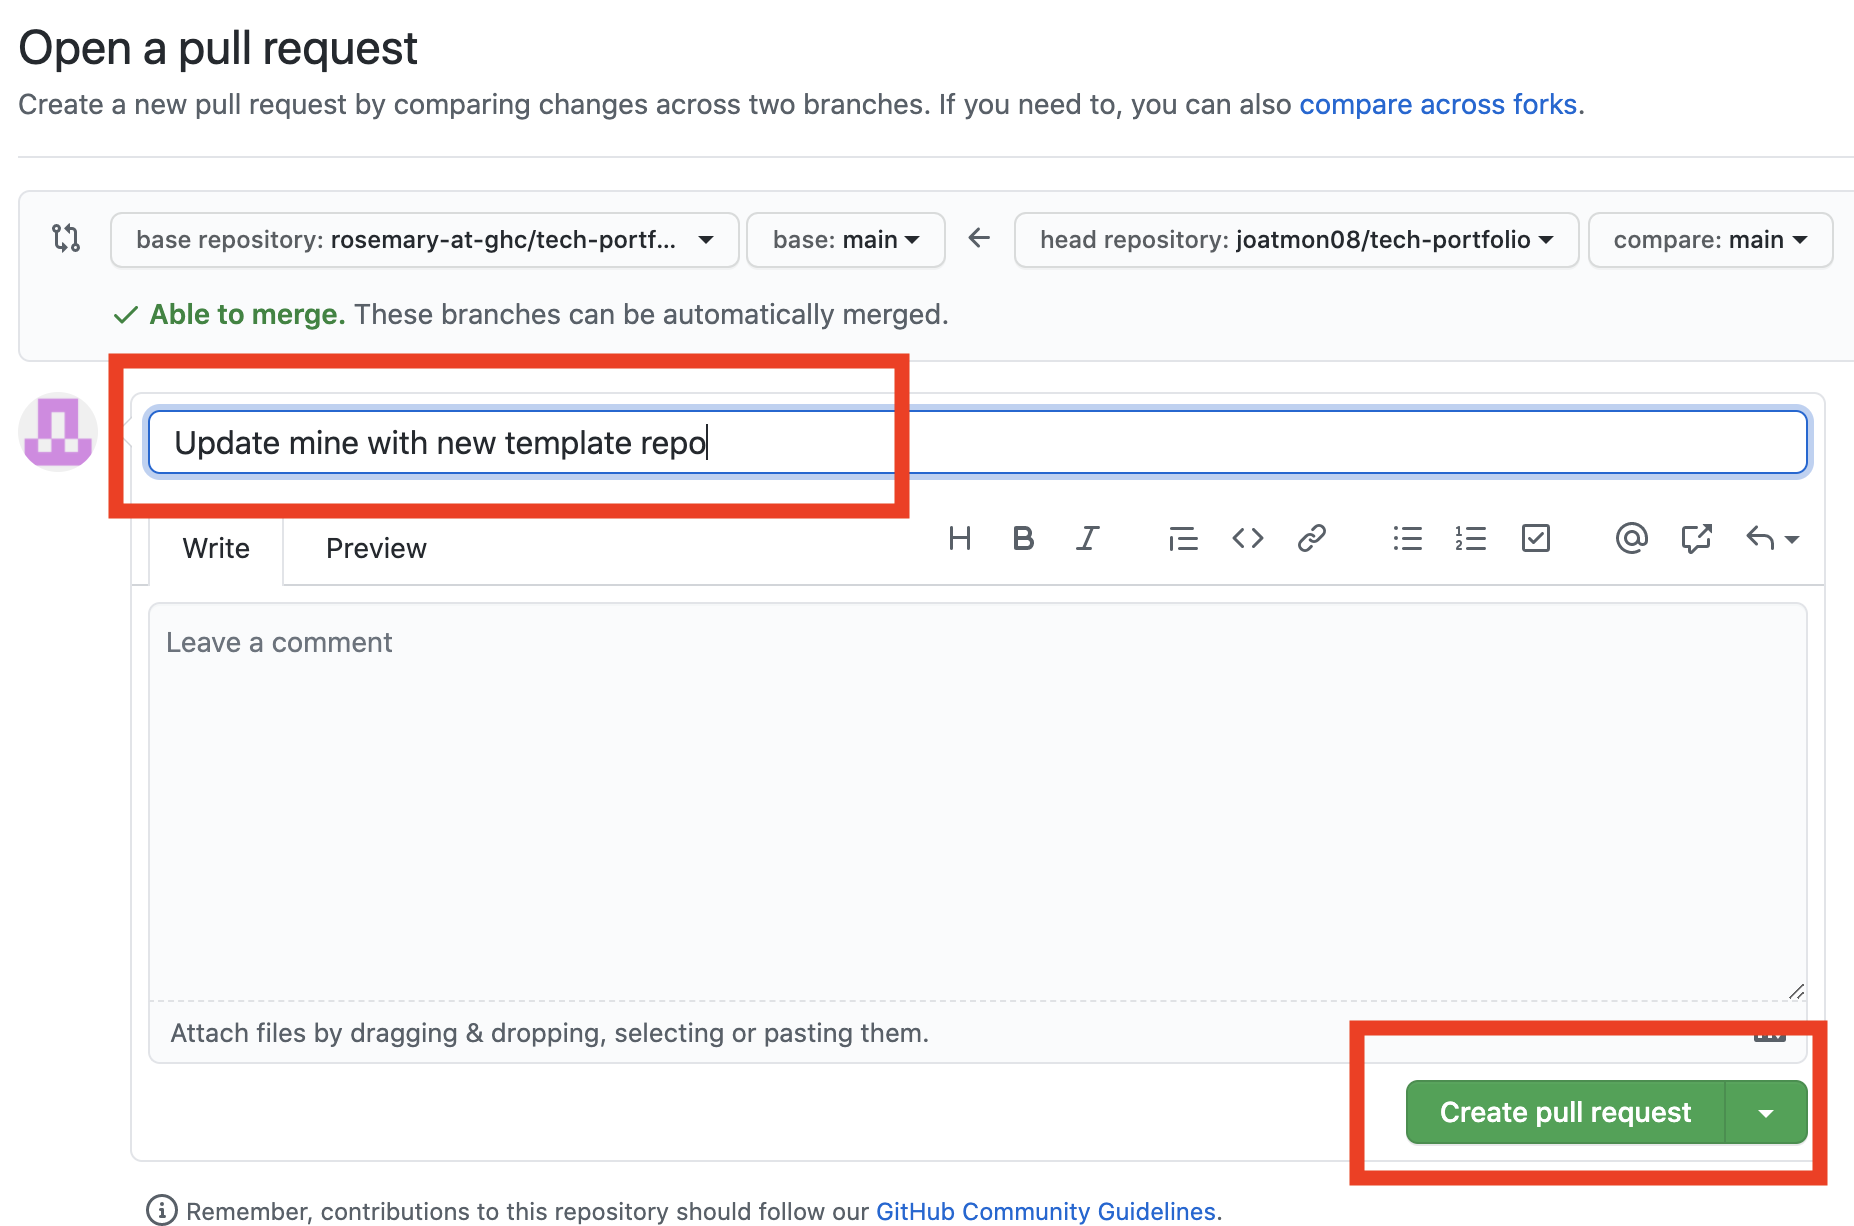 Open a pull request
Create a new pull request by comparing changes across two branches. If you need to, you can also compare across forks.
base repository: rosemary-at-ghc/tech-portf... base: main head repository: joatmon08/tech-portfolio compare: main
Able to merge. These branches can be automatically merged.
Update mine with new template repo
Write Preview
Leave a comment
Attach files by dragging & dropping, selecting or pasting them.
Create pull request
Remember, contributions to this repository should follow our GitHub Community Guidelines.